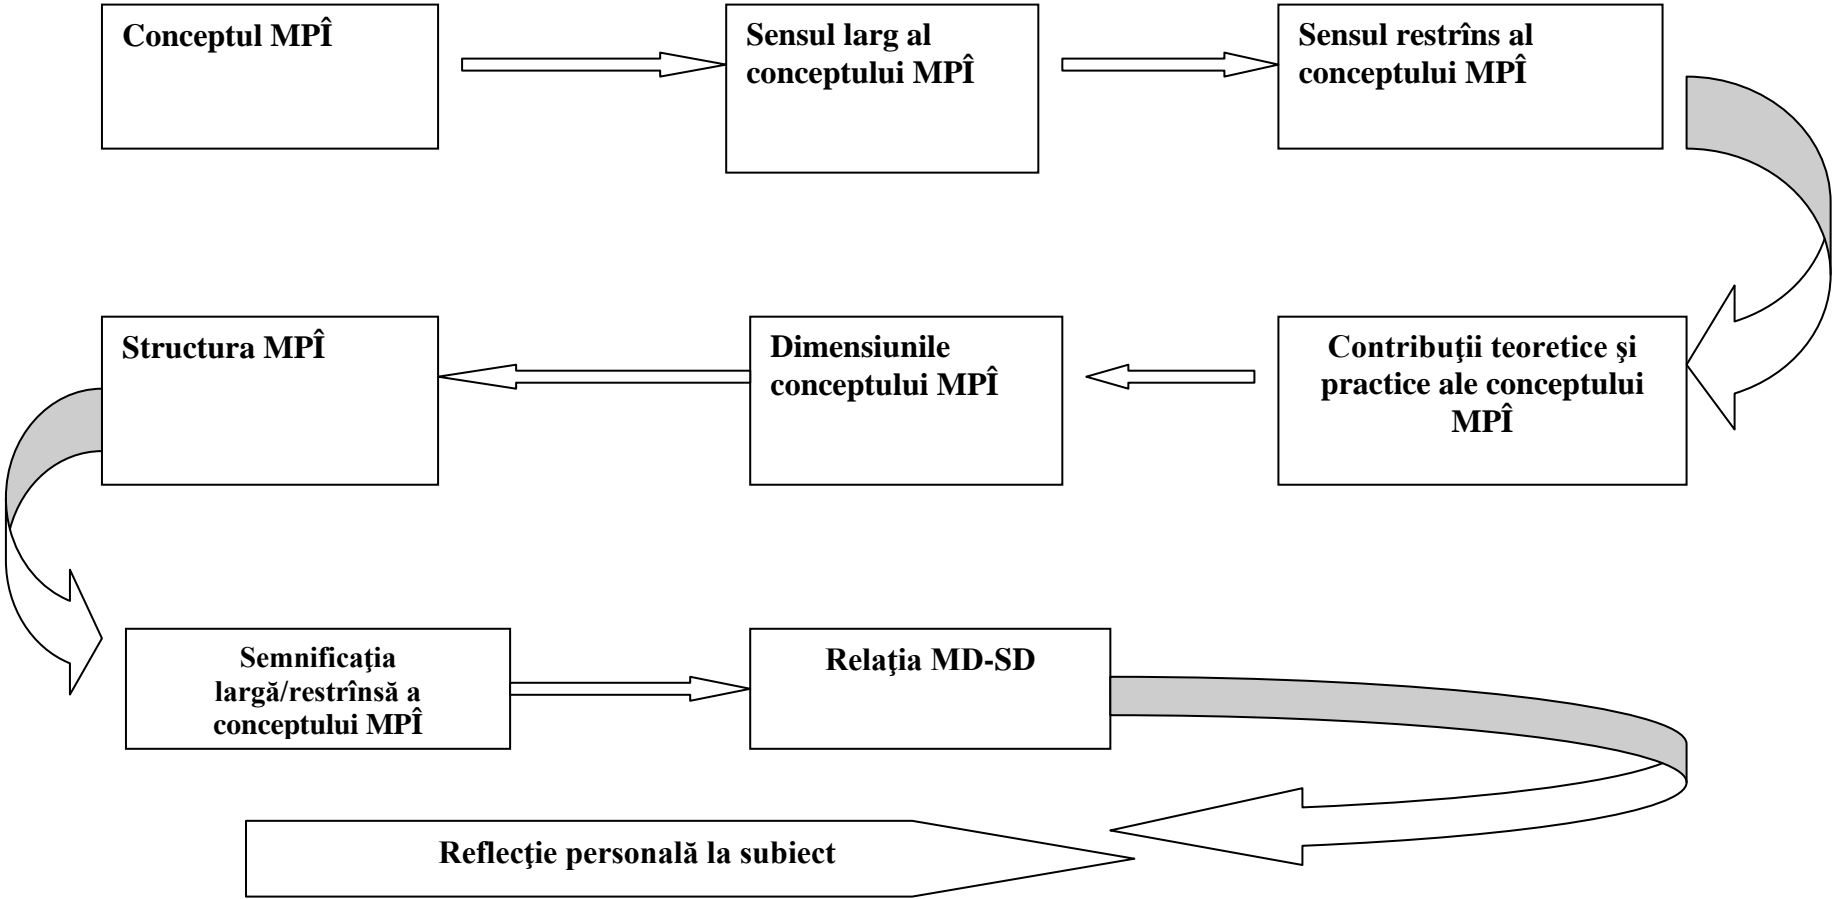 Conceptul MPÎ
Sensul larg al
conceptului MPÎ
Sensul restrîns al
conceptului MPÎ
Contribuţii teoretice şi
practice ale conceptului
MPÎ
Dimensiunile
conceptului MPÎ
Structura MPÎ
Semnificaţia
largă/restrînsă a
conceptului MPÎ
Relaţia MD-SD
Reflecţie personală la subiect